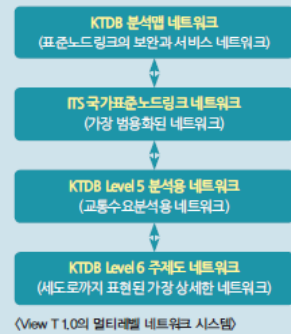 KTDB 분석맵 네트워크
(표준노드링크의 보완과 서비스 네트워크)
ITS 국가표준노드링크 네트워크
(가장 범용화된 네트워크)
KTDB Level 5 분석용 네트워크
(교통수요분석용 네트워크)
KTDB Level 6 주제도 네트워크
(세도로까지 표현된 가장 상세한 네트워크)
〈View T 1.0의 멀티레벨 네트워크 시스템〉